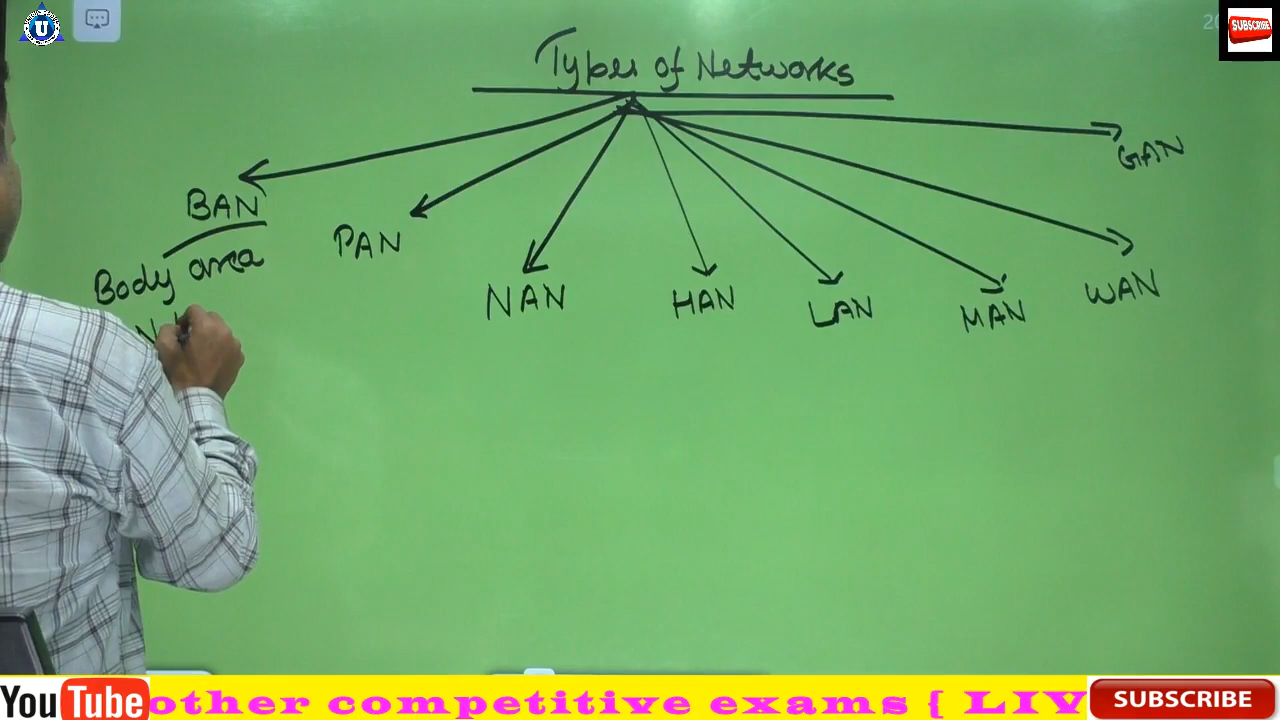 U
SUBSCRIBE
Types of Networks
GAN
BAN
PAN
NAN
HAN
LAN
MAN
WAN
Body area
YouTube
other competitive exams { LIV
SUBSCRIBE